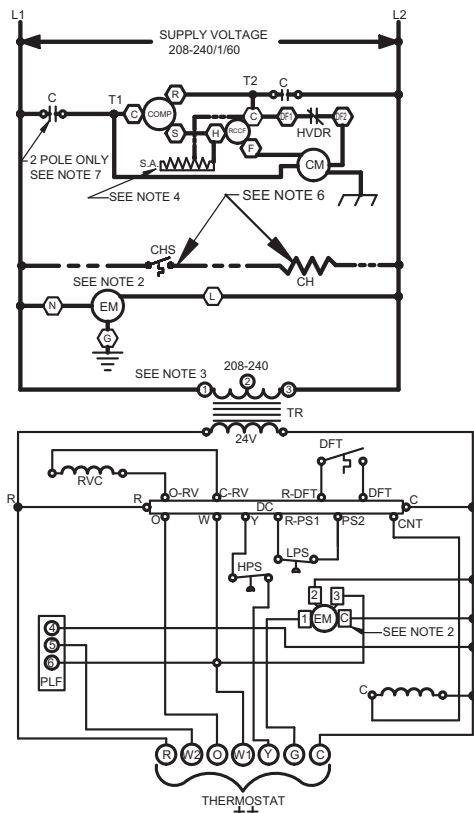 L1 L2
SUPPLY VOLTAGE
208-240/1/60
C T1 R T2 C
C COMP C DF1 DF2
HVDR
S H RCCF
F
2 POLE ONLY
SEE NOTE 7
S.A.
CM
SEE NOTE 4
SEE NOTE 6
CHS
CH
SEE NOTE 2
N EM L
G
SEE NOTE 3
208-240
1 2 3
TR
24V
DFT
RVC
R R O-RV C-RV R-DFT DFT C
DC
O W Y R-PS1 PS2 CNT
LPS
HPS
2 3
1 EM C
SEE NOTE 2
4
5
6
PLF
C
R W2 O W1 Y G C
THERMOSTAT
++